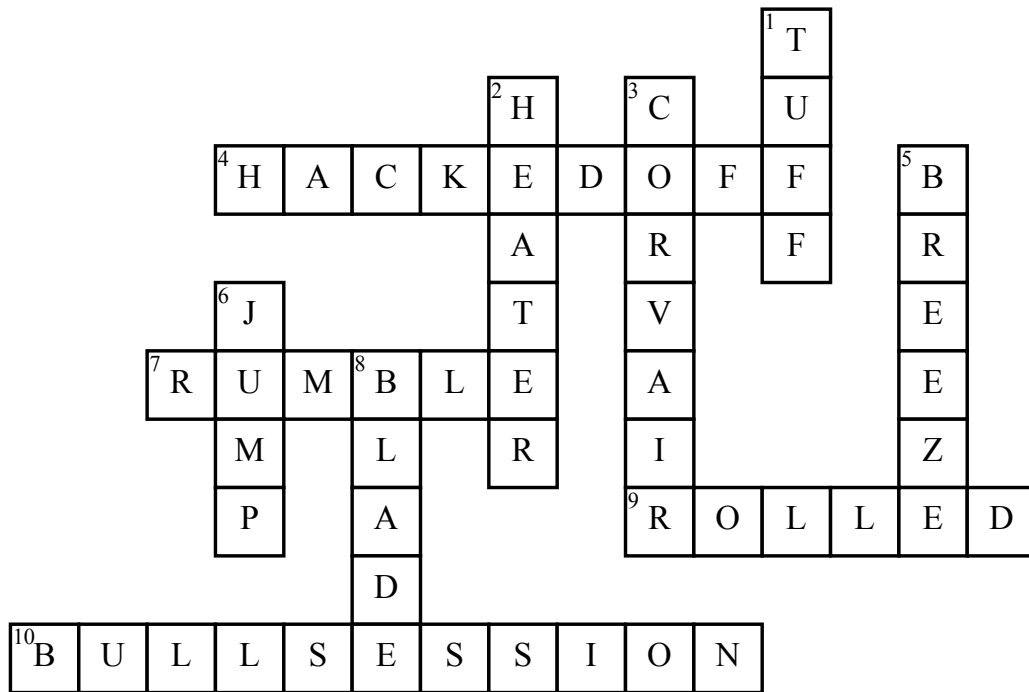 1 T
2 H 3 C U
4 H A C K E D O F F 5 B
A R F R
6 J T V E
7 R U M 8 B L E A E
M L R I Z
P A 9 R O L L E D
D
10 B U L L S E S S I O N